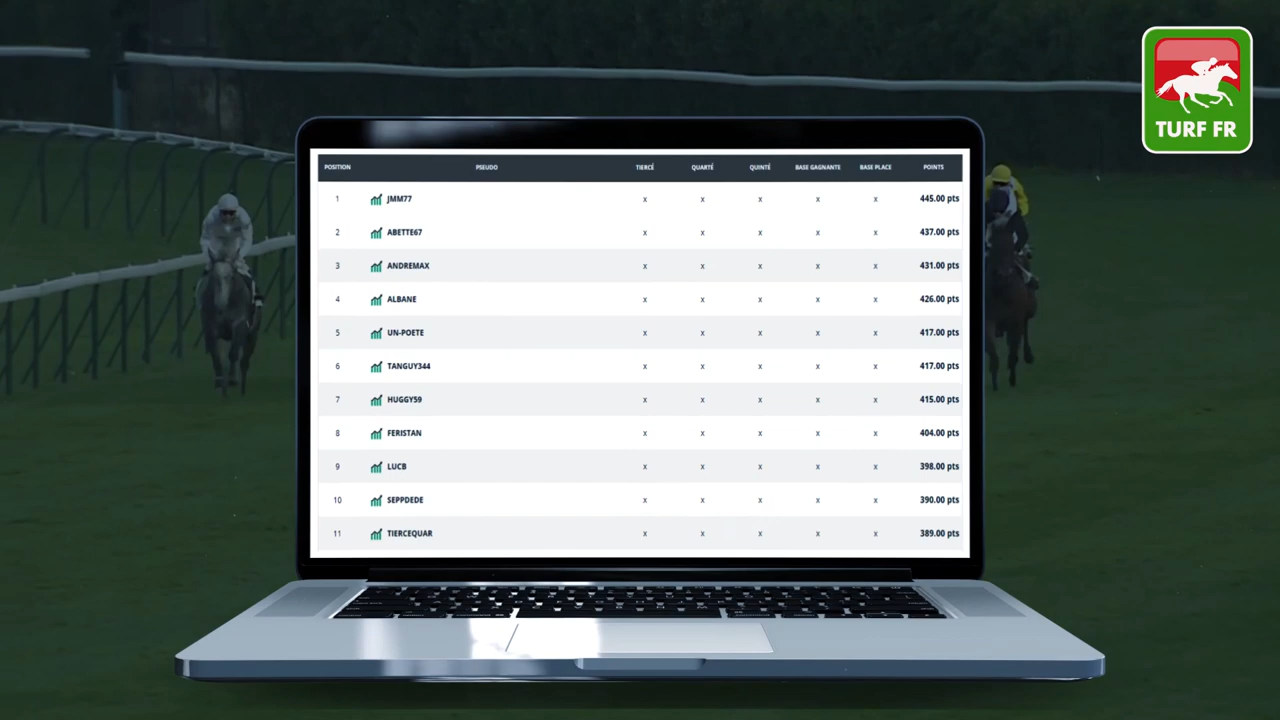 TURF FR
POSITION PSEUDO TIERCÉ QUARTÉ QUINTÉ BASE GAGNANTE BASE PLACE POINTS
1 JMM77 x x x x x 445.00 pts
2 ABETTE67 x x x x x 437.00 pts
3 ANDREMAX x x x x x 431.00 pts
4 ALBANE x x x x x 426.00 pts
5 UN-POETE x x x x x 417.00 pts
6 TANGUY344 x x x x x 417.00 pts
7 HUGGY59 x x x x x 415.00 pts
8 FERISTAN x x x x x 404.00 pts
9 LUCB x x x x x 398.00 pts
10 SEPPDEDE x x x x x 390.00 pts
11 TIERCEQUAR x x x x x 389.00 pts